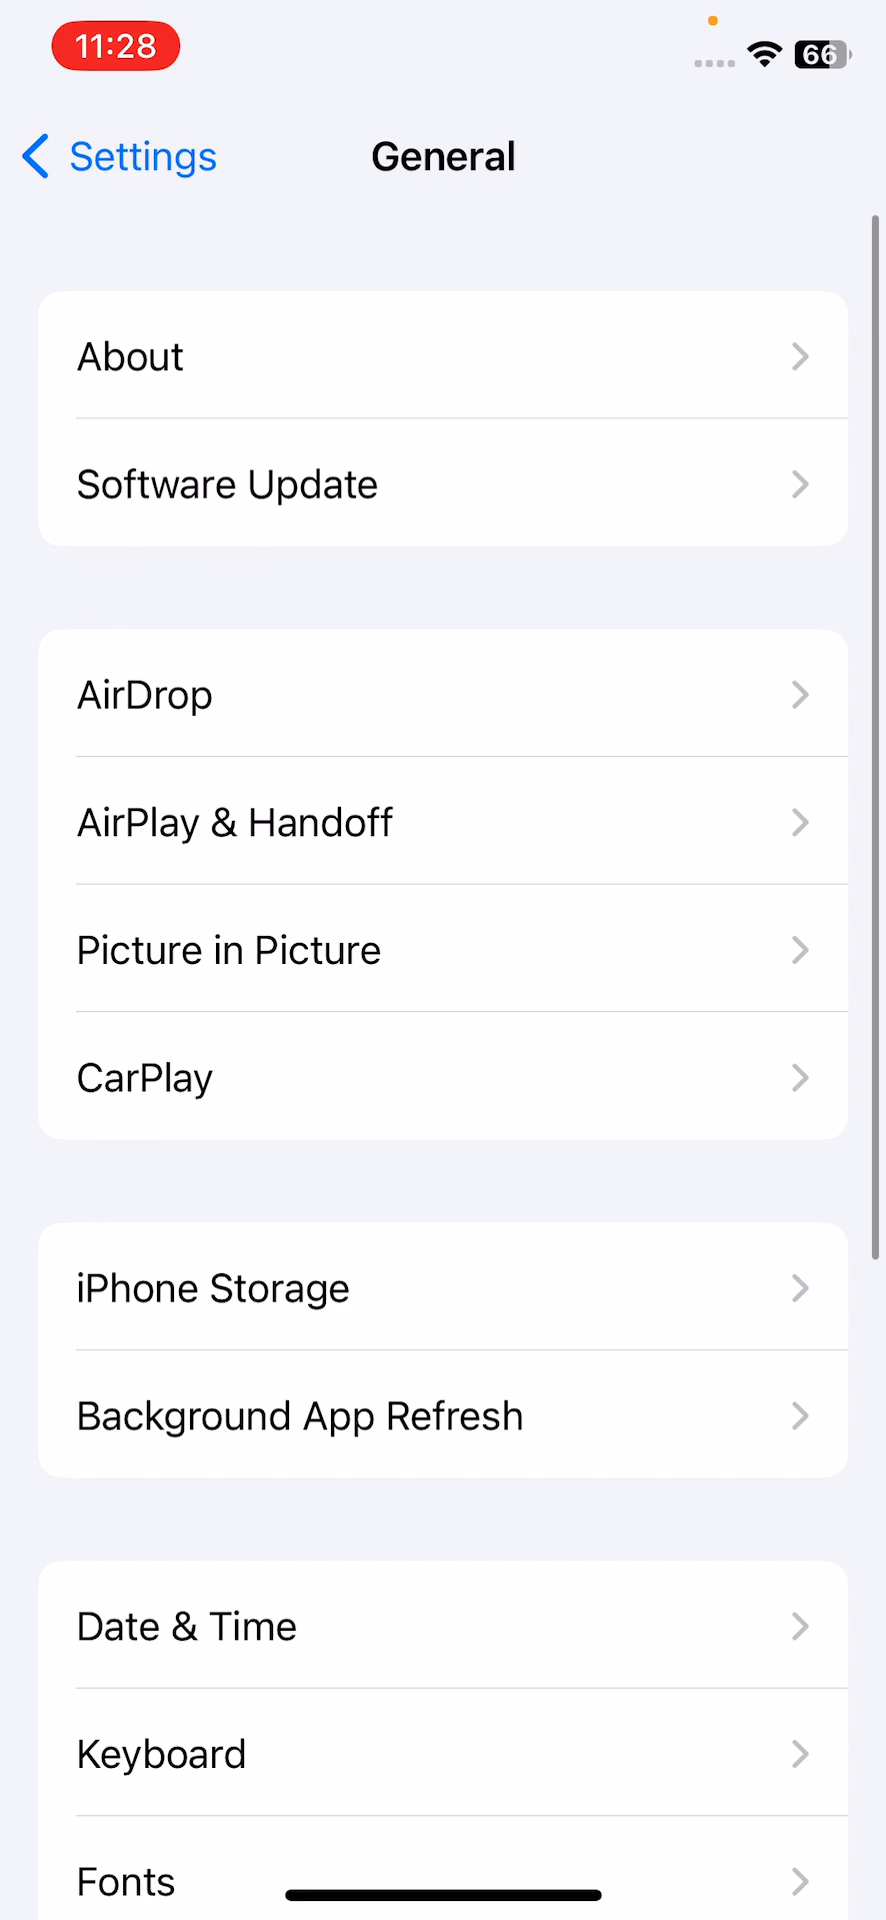 11:28
66
Settings
General
About
Software Update
AirDrop
AirPlay & Handoff
Picture in Picture
CarPlay
iPhone Storage
Background App Refresh
Date & Time
Keyboard
Fonts